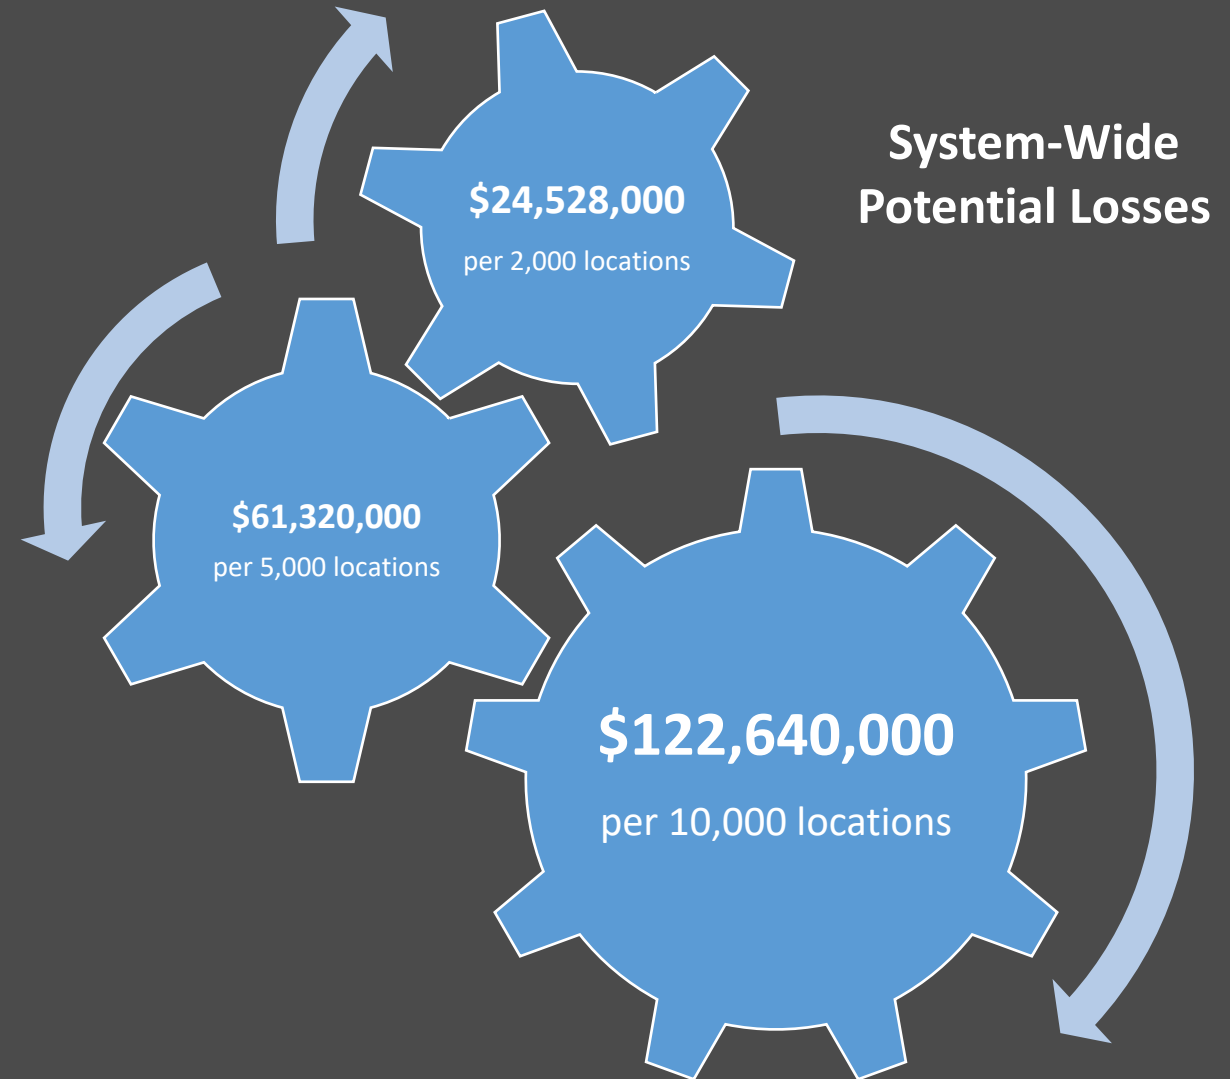 System-Wide
Potential Losses
$24,528,000
per 2,000 locations
$61,320,000
per 5,000 locations
$122,640,000
per 10,000 locations